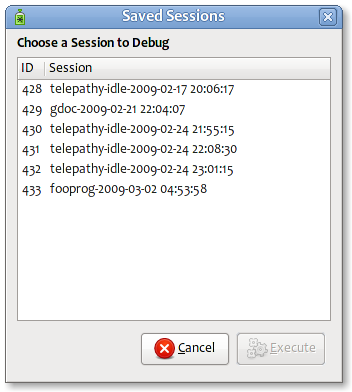 Saved Sessions
Choose a Session to Debug
ID Session
428 telepathy-idle-2009-02-17 20:06:17
429 gdoc-2009-02-21 22:04:07
430 telepathy-idle-2009-02-24 21:55:15
431 telepathy-idle-2009-02-24 22:08:30
432 telepathy-idle-2009-02-24 23:01:15
433 fooprog-2009-03-02 04:53:58
Cancel Execute